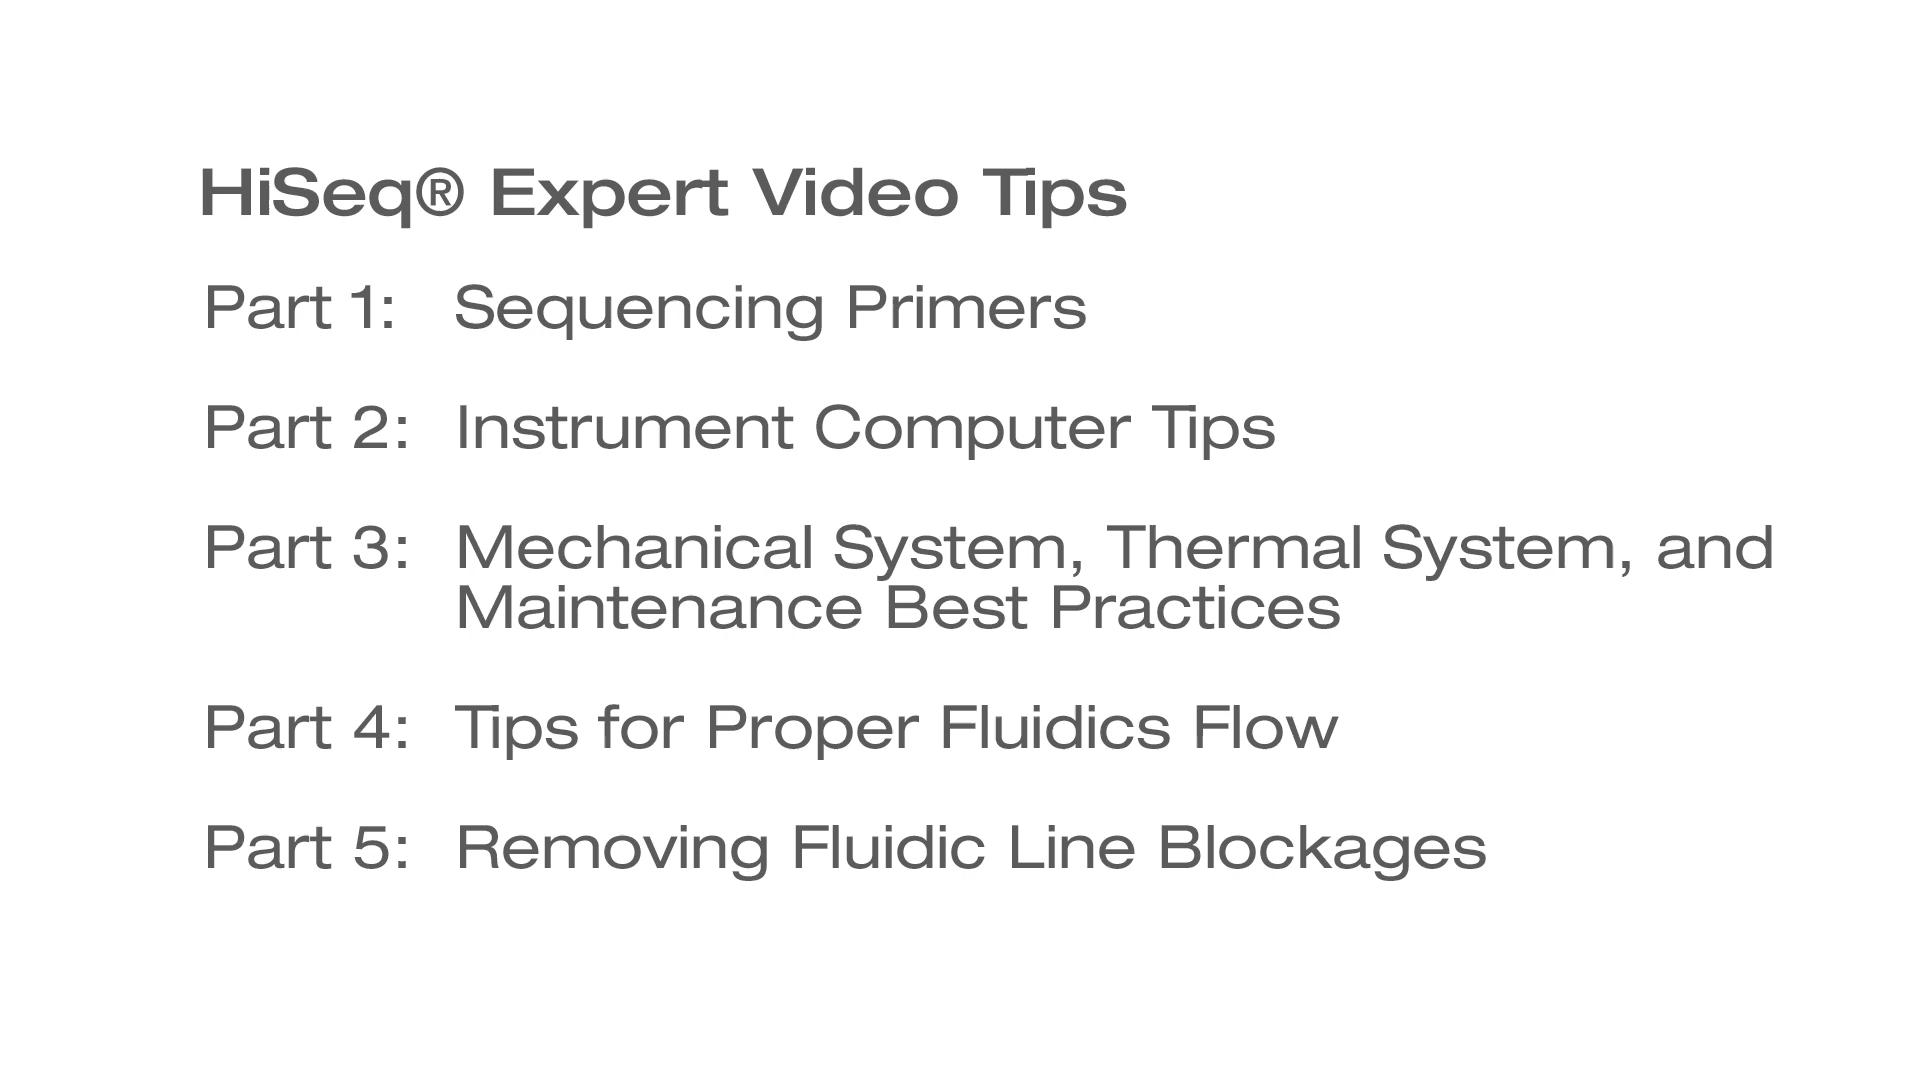 HiSeq® Expert Video Tips
Part 1: Sequencing Primers
Part 2: Instrument Computer Tips
Part 3: Mechanical System, Thermal System, and
Maintenance Best Practices
Part 4: Tips for Proper Fluidics Flow
Part 5: Removing Fluidic Line Blockages